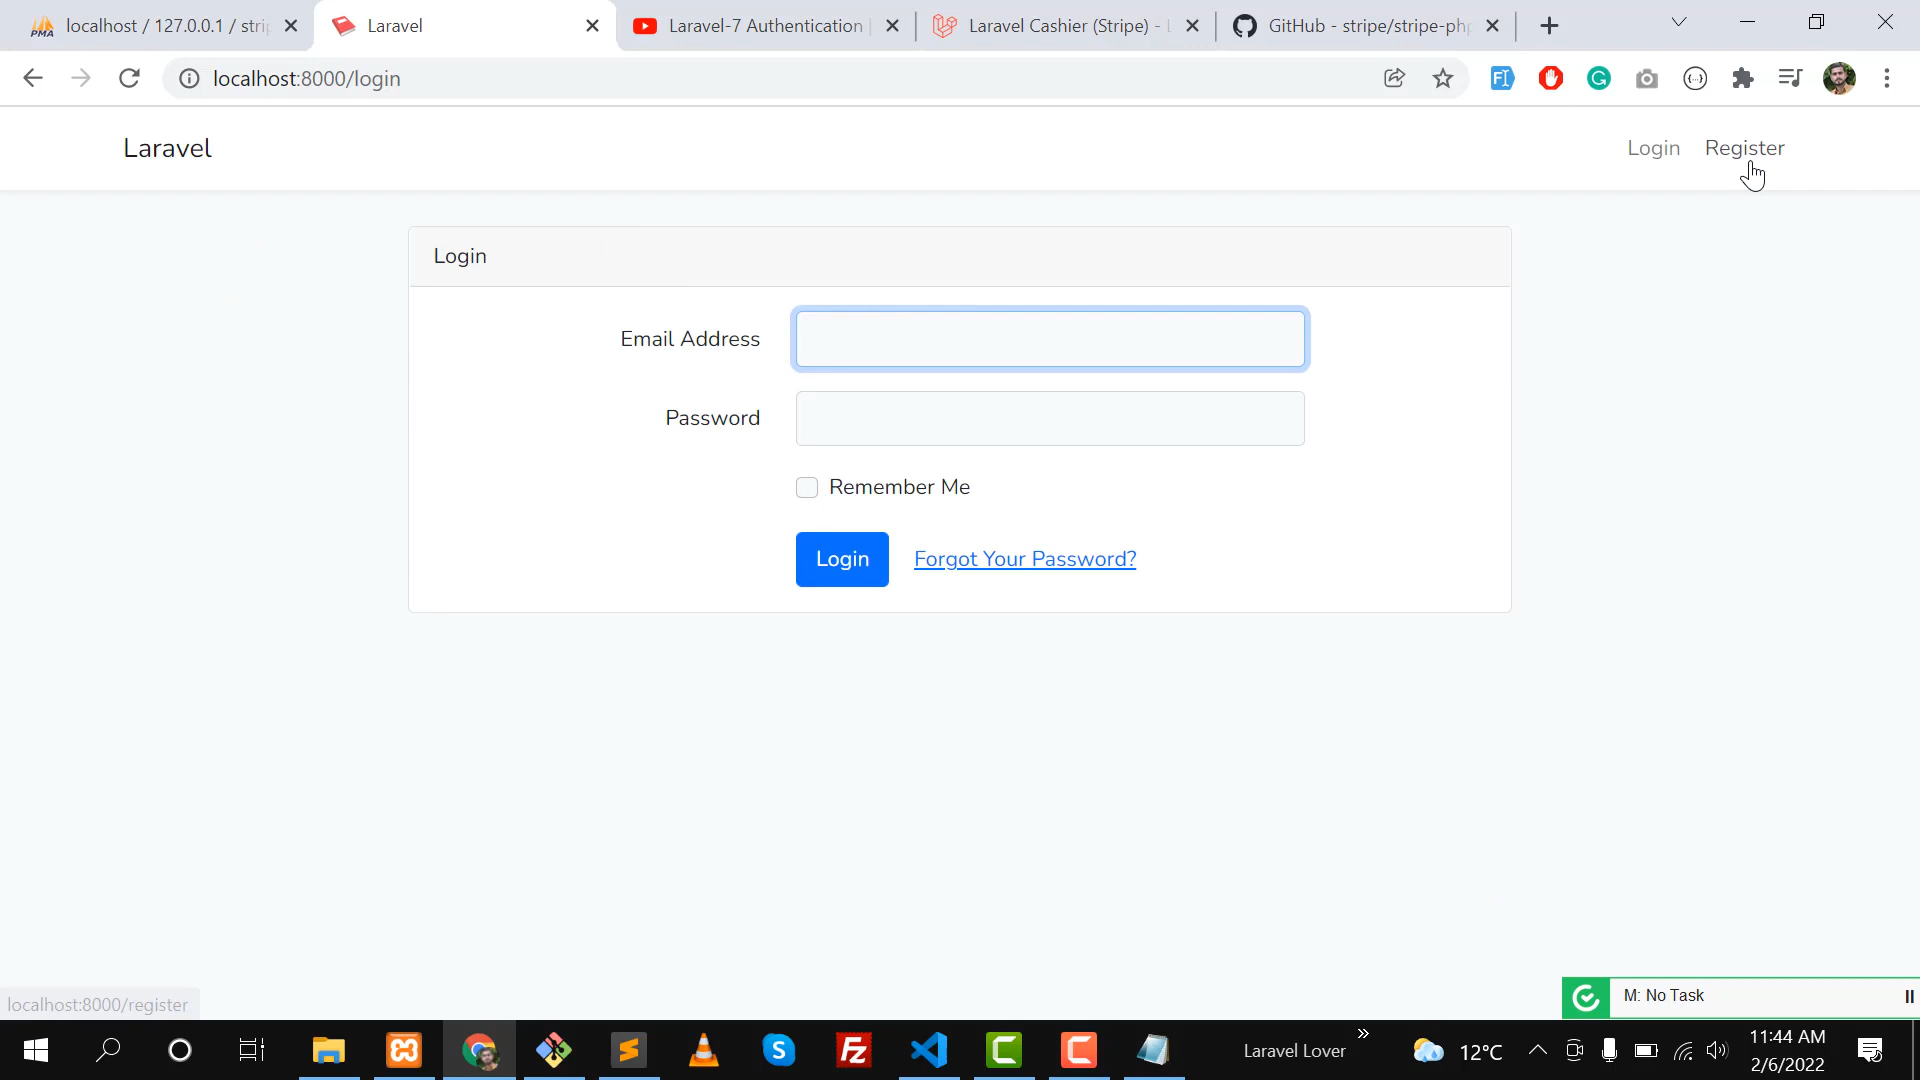 localhost / 127.0.0.1 / strip
Laravel
Laravel-7 Authentication |
Laravel Cashier (Stripe) - L
GitHub - stripe/stripe-php
localhost:8000/login
Laravel
Login
Register
Login
Email Address
Password
Remember Me
Login
Forgot Your Password?
localhost:8000/register
M: No Task
Laravel Lover
12°C
11:44 AM
2/6/2022